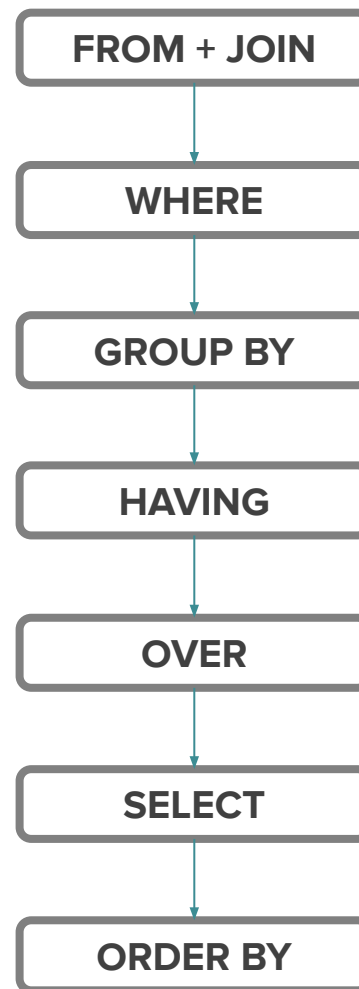 FROM + JOIN
WHERE
GROUP BY
HAVING
OVER
SELECT
ORDER BY